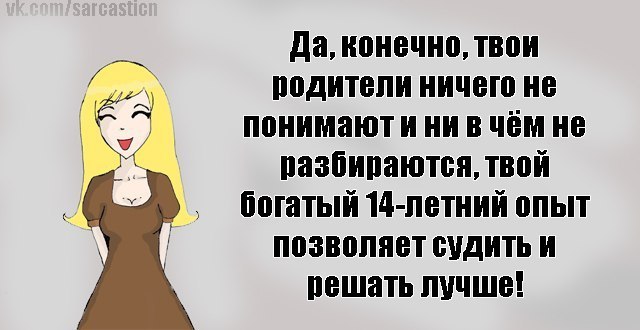 vk.com/sarcasticn
Да, конечно, твои
родители ничего не
понимают и ни в чём не
разбираются, твой
богатый 14-летний опыт
позволяет судить и
решать лучше!